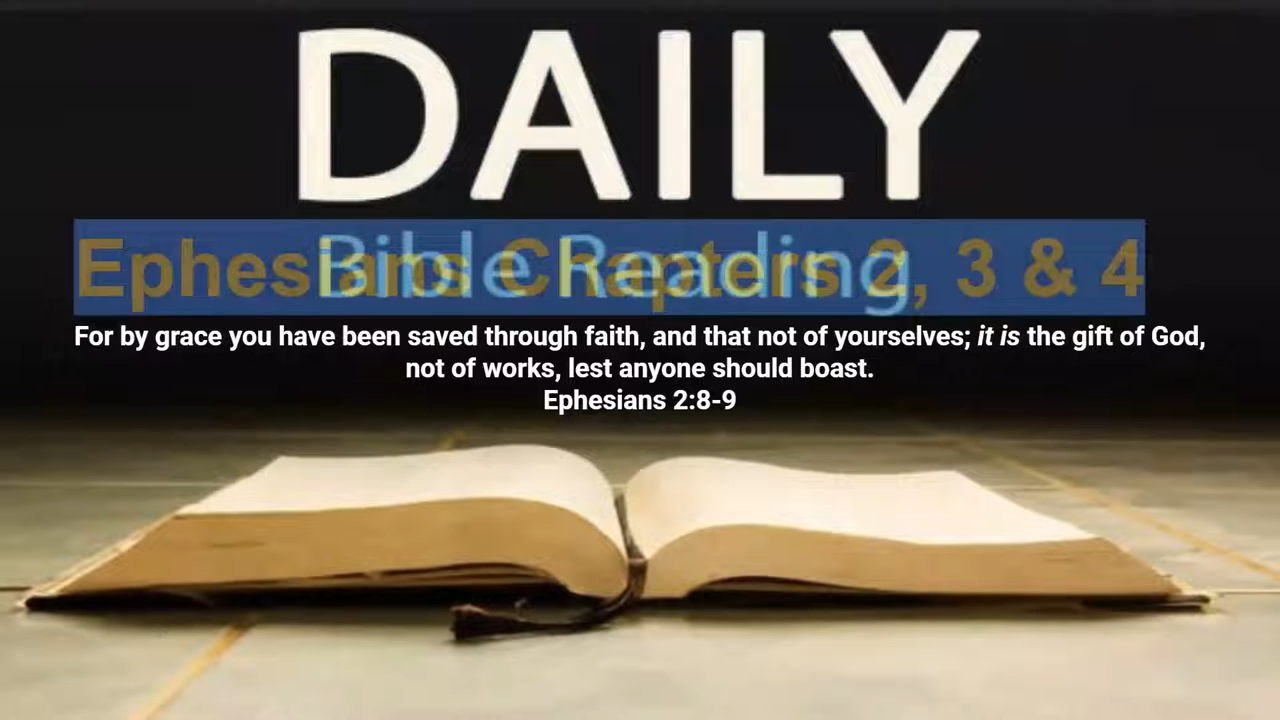 DAILY
Bible Reading
Ephesians Chapters 2, 3 & 4
For by grace you have been saved through faith, and that not of yourselves; it is the gift of God,
not of works, lest anyone should boast.
Ephesians 2:8-9